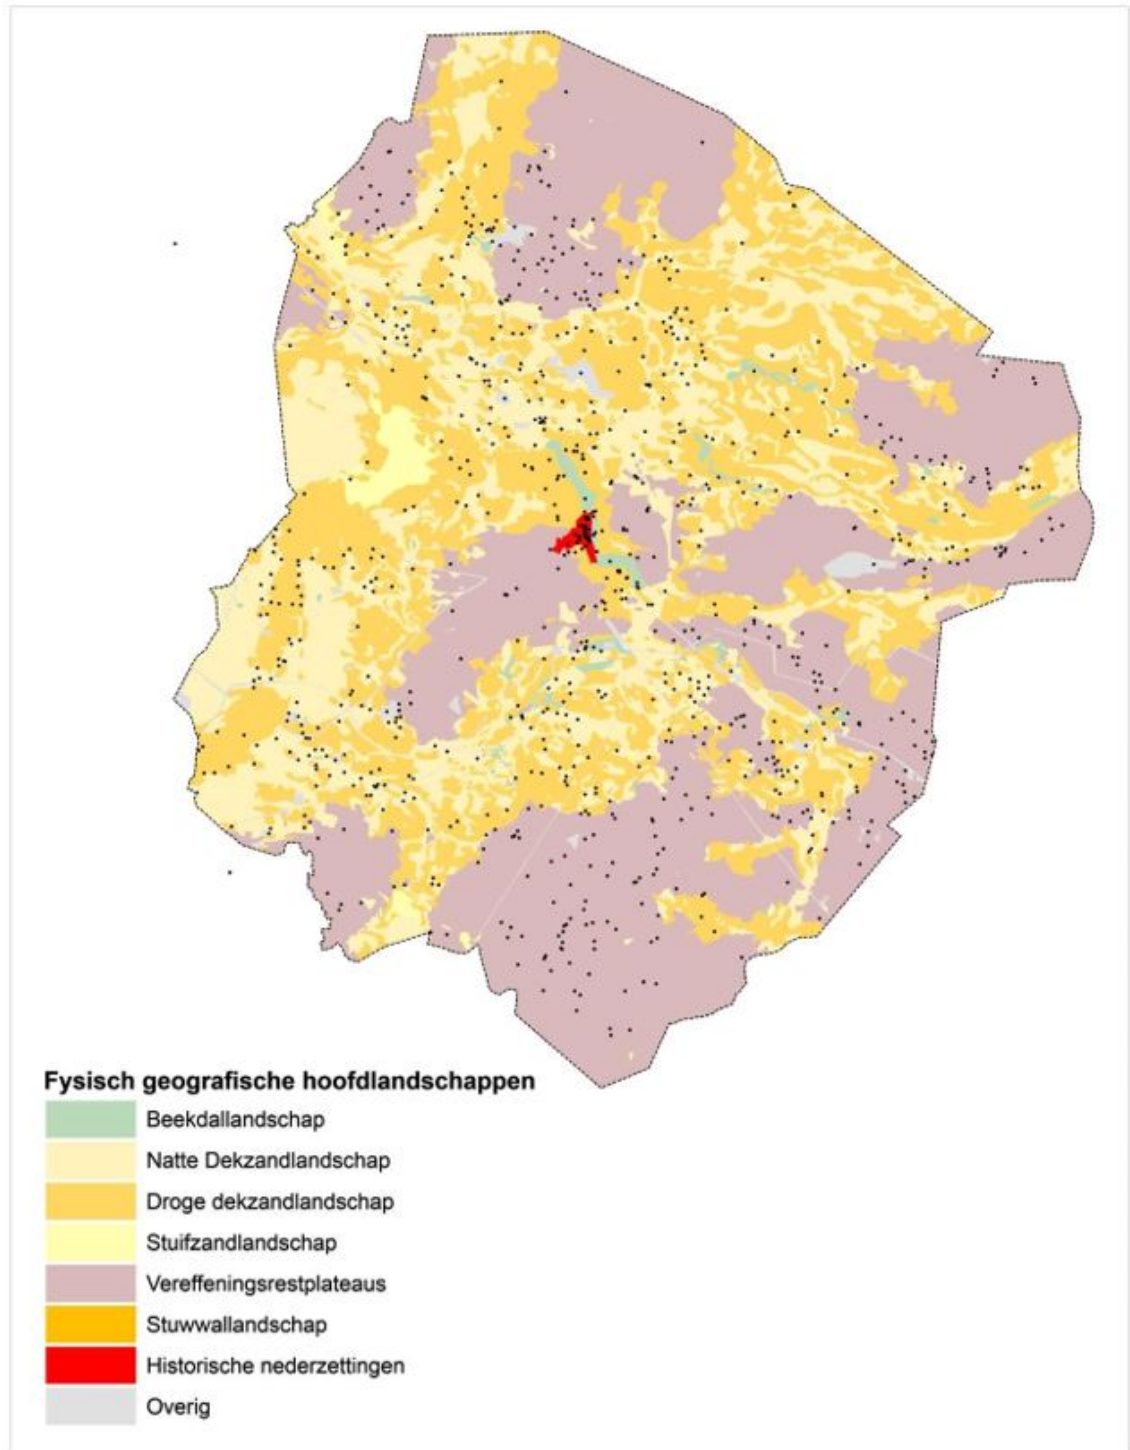 Fysisch geografische hoofdlandschappen
Beekdallandschap
Natte Dekzandlandschap
Droge dekzandlandschap
Stuifzandlandschap
Vereffeningsrestplateaus
Stuwwallandschap
Historische nederzettingen
Overig